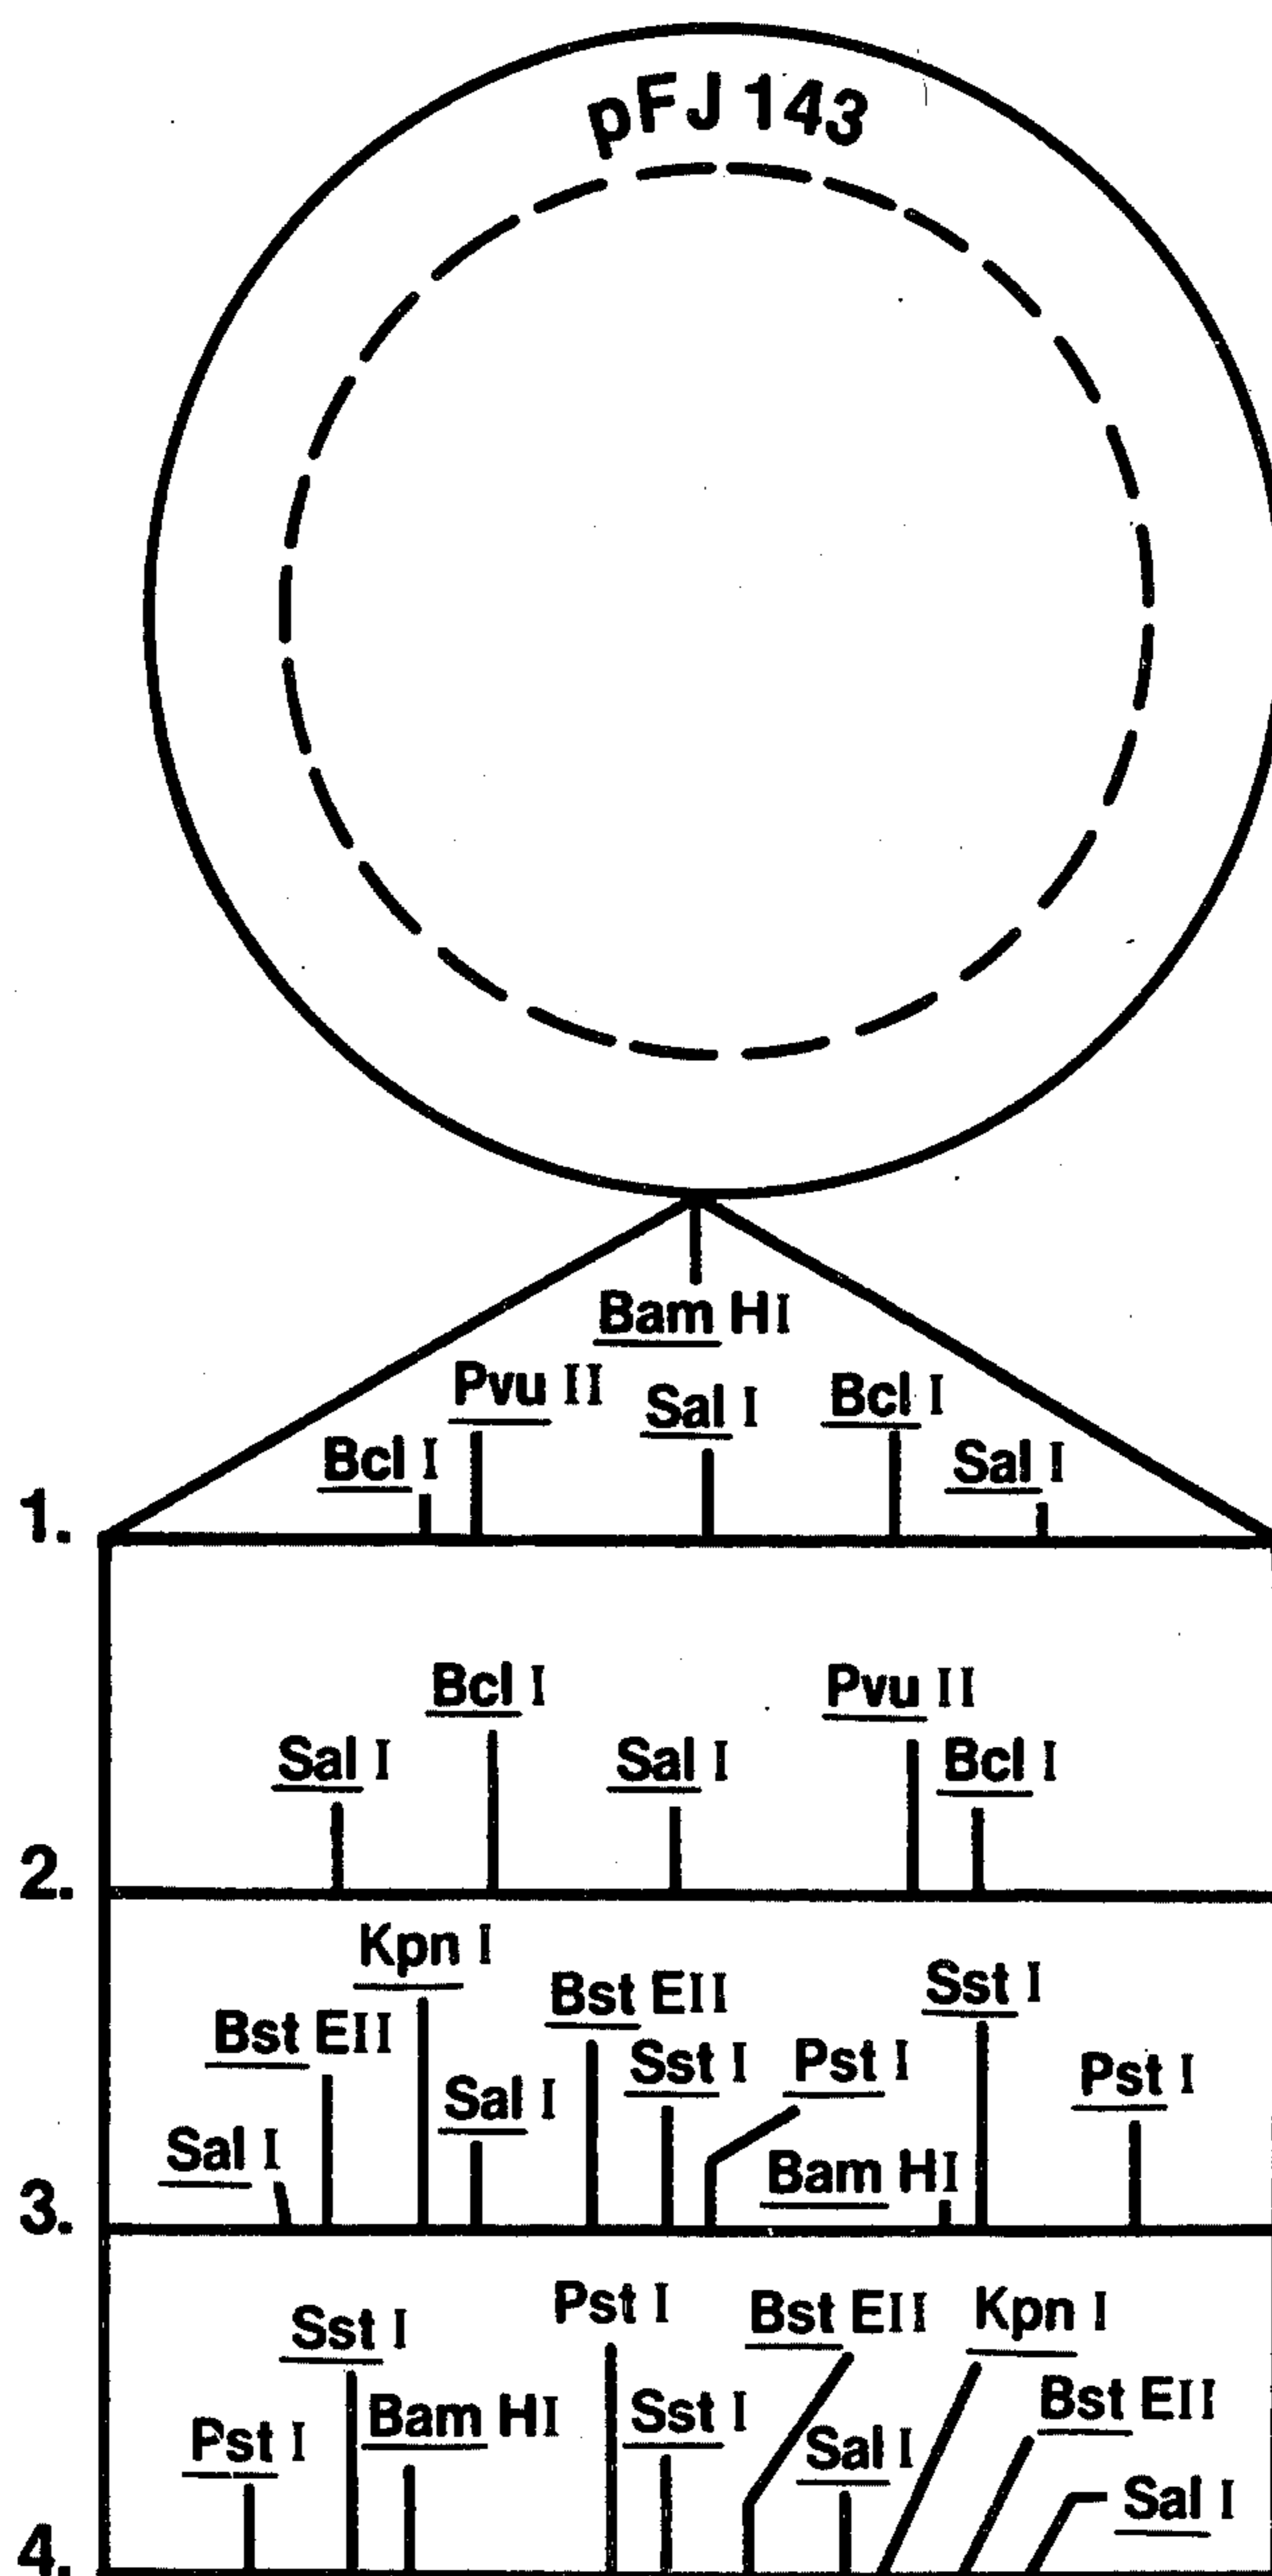 pFJ 143
Bam HI
Pvu II
Sal I
Bcl I
Bcl I
Sal I
1.
Bcl I
Pvu II
Sal I
Sal I
Bcl I
2.
Kpn I
Bst EII
Sst I
Bst EII
Sst I
Pst I
Pst I
Sal I
Sal I
Bam HI
3.
Pst I
Bst EII
Kpn I
Sst I
Bst EII
Bam HI
Sst I
Pst I
Sal I
Sal I
4.